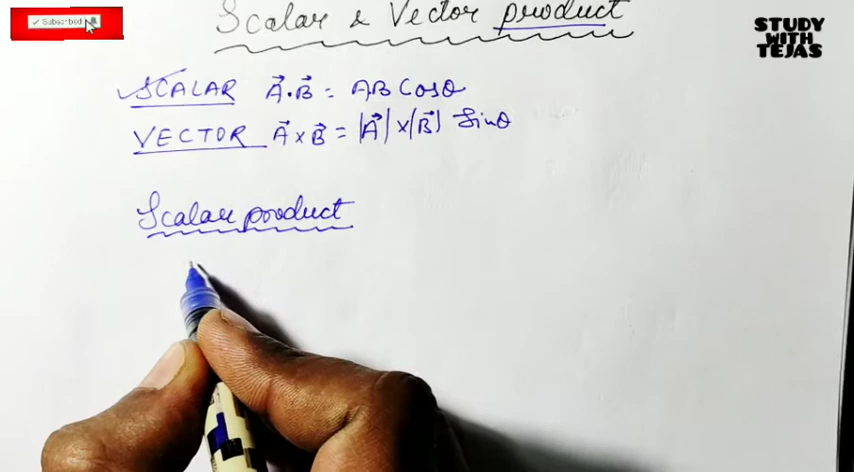 ✓ Subscribed
Scalar & Vector product
STUDY
WITH
TEJAS
SCALAR A⃗.B⃗ = AB Cosθ
VECTOR A⃗×B⃗ = |A⃗|×|B⃗| Sinθ
Scalar product